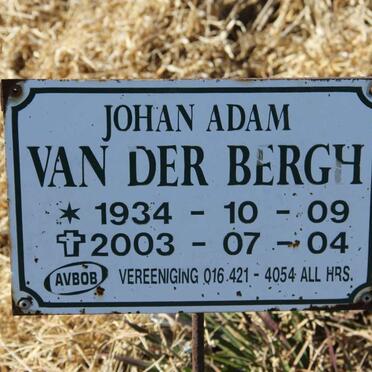 JOHAN ADAM
VAN DER BERGH
1934 - 10 - 09
2003 - 07 - 04
AVBOB VEREENIGING 016.421 - 4054 ALL HRS.